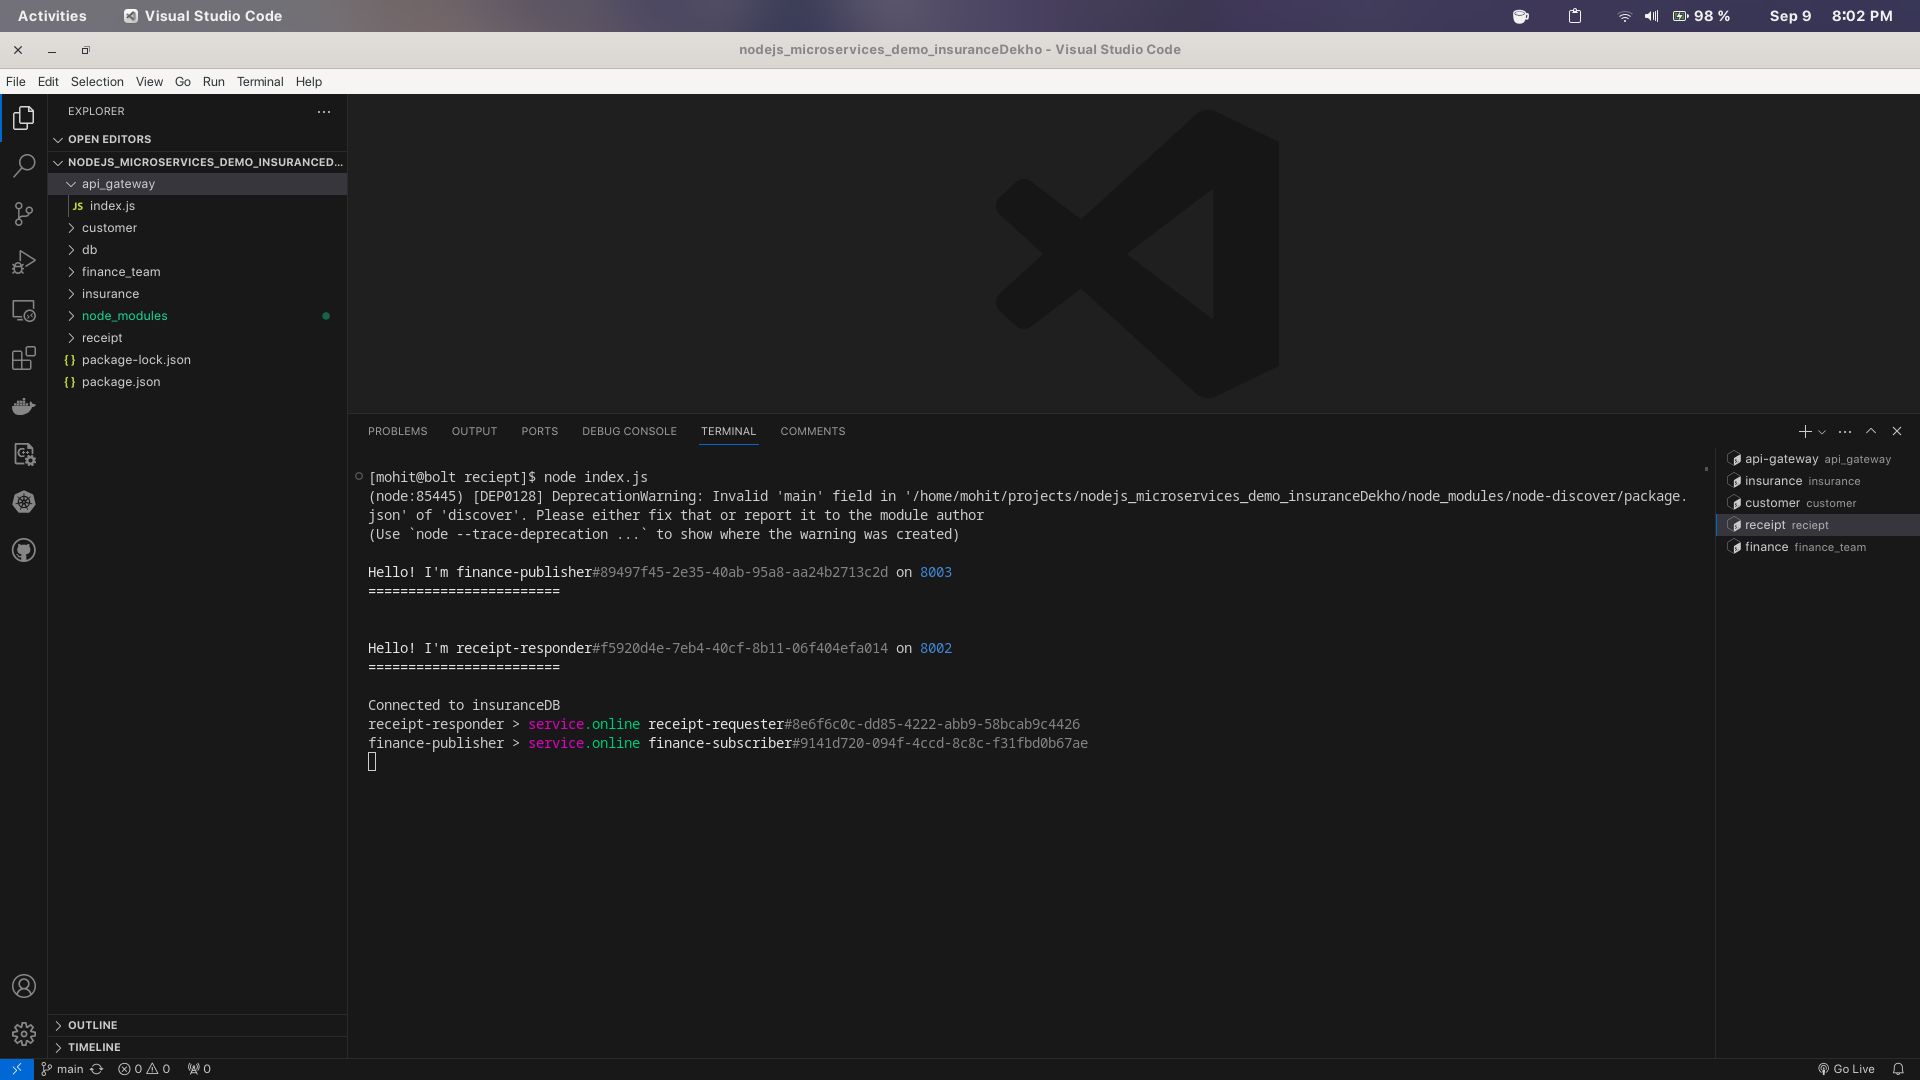 Activities
Visual Studio Code
98 %
Sep 9 8:02 PM
nodejs_microservices_demo_insuranceDekho - Visual Studio Code
File Edit Selection View Go Run Terminal Help
EXPLORER
OPEN EDITORS
NODEJS_MICROSERVICES_DEMO_INSURANCED...
api_gateway
JS index.js
customer
db
finance_team
insurance
node_modules
receipt
{} package-lock.json
{} package.json
OUTLINE
TIMELINE
PROBLEMS OUTPUT PORTS DEBUG CONSOLE TERMINAL COMMENTS
[mohit@bolt reciept]$ node index.js
(node:85445) [DEP0128] DeprecationWarning: Invalid 'main' field in '/home/mohit/projects/nodejs_microservices_demo_insuranceDekho/node_modules/node-discover/package.
json' of 'discover'. Please either fix that or report it to the module author
(Use `node --trace-deprecation ...` to show where the warning was created)
Hello! I'm finance-publisher#89497f45-2e35-40ab-95a8-aa24b2713c2d on 8003
========================
Hello! I'm receipt-responder#f5920d4e-7eb4-40cf-8b11-06f404efa014 on 8002
========================
Connected to insuranceDB
receipt-responder > service.online receipt-requester#8e6f6c0c-dd85-4222-abb9-58bcab9c4426
finance-publisher > service.online finance-subscriber#9141d720-094f-4ccd-8c8c-f31fbd0b67ae
api-gateway api_gateway
insurance insurance
customer customer
receipt reciept
finance finance_team
main 0 0 0
Go Live